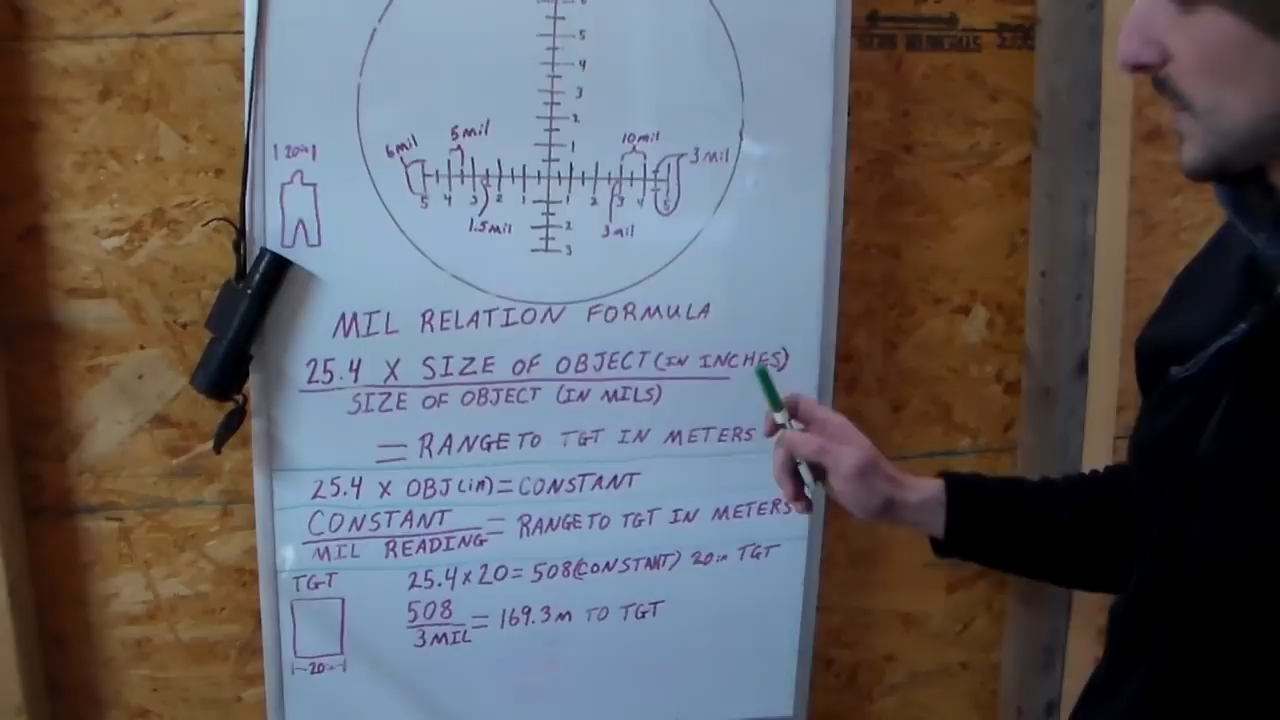 5
4
3
2
1
6mil
5mil
10mil
3mil
20in
5 4 3 2 1 1 2 3 4 5
1.5mil
3mil
2
3
MIL RELATION FORMULA
25.4 X SIZE OF OBJECT (IN INCHES)
SIZE OF OBJECT (IN MILS)
= RANGE TO TGT IN METERS
25.4 X OBJ (in) = CONSTANT
CONSTANT = RANGE TO TGT IN METERS
MIL READING
TGT
25.4 x 20 = 508 (CONSTANT) 20in TGT
508 = 169.3m TO TGT
3MIL
20in